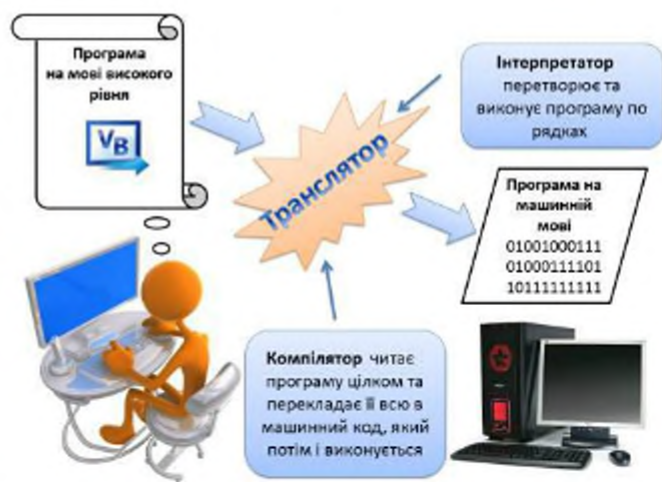 Програма
на мові високого
рівня
VB
Транслятор
Інтерпретатор
перетворює та
виконує програму по
рядках
Програма на
машинній
мові
01001000111
01000111101
10111111111
Компілятор читає
програму цілком та
перекладає її всю в
машинний код, який
потім і виконується